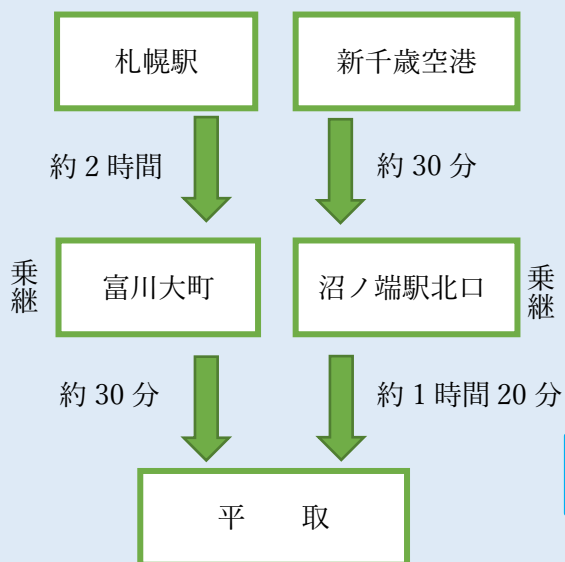 札幌駅
新千歳空港
約 2 時間
約 30 分
乗継
富川大町
沼ノ端駅北口
乗継
約 30 分
約 1 時間 20 分
平　　取